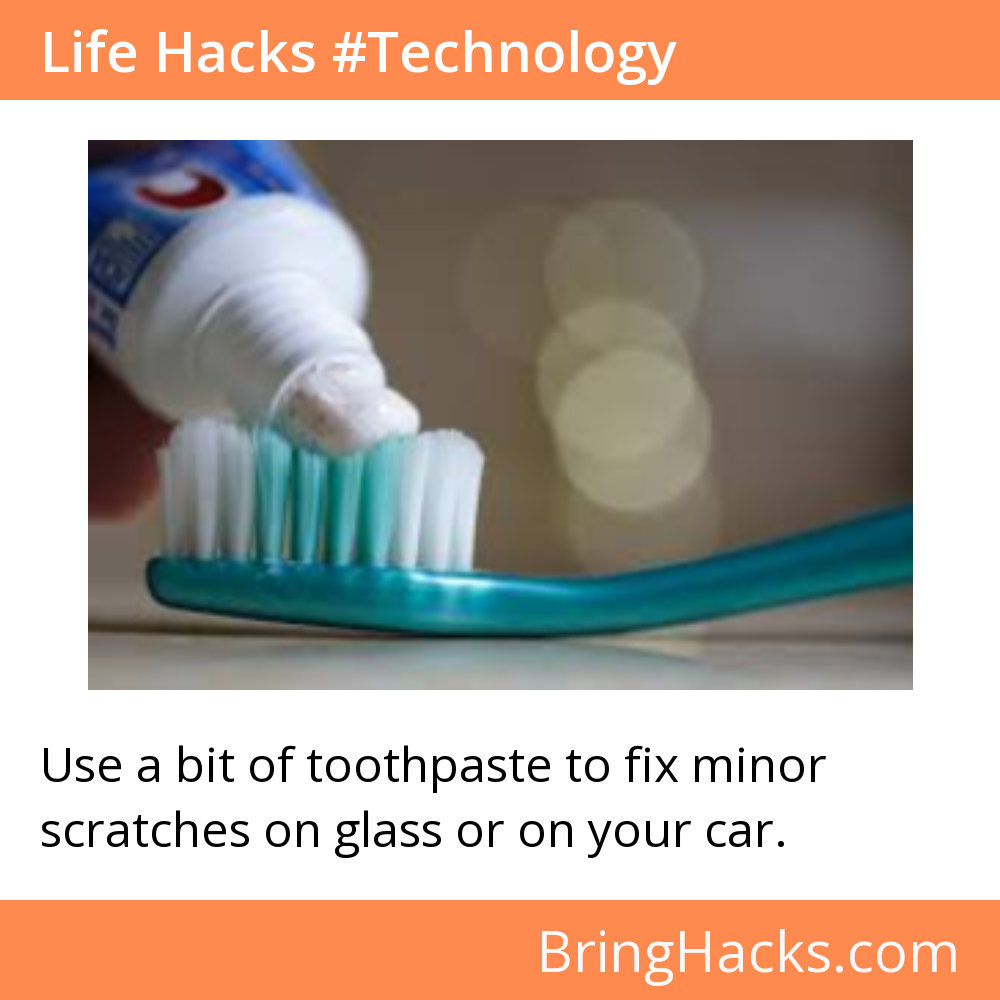 Life Hacks #Technology
Use a bit of toothpaste to fix minor
scratches on glass or on your car.
BringHacks.com